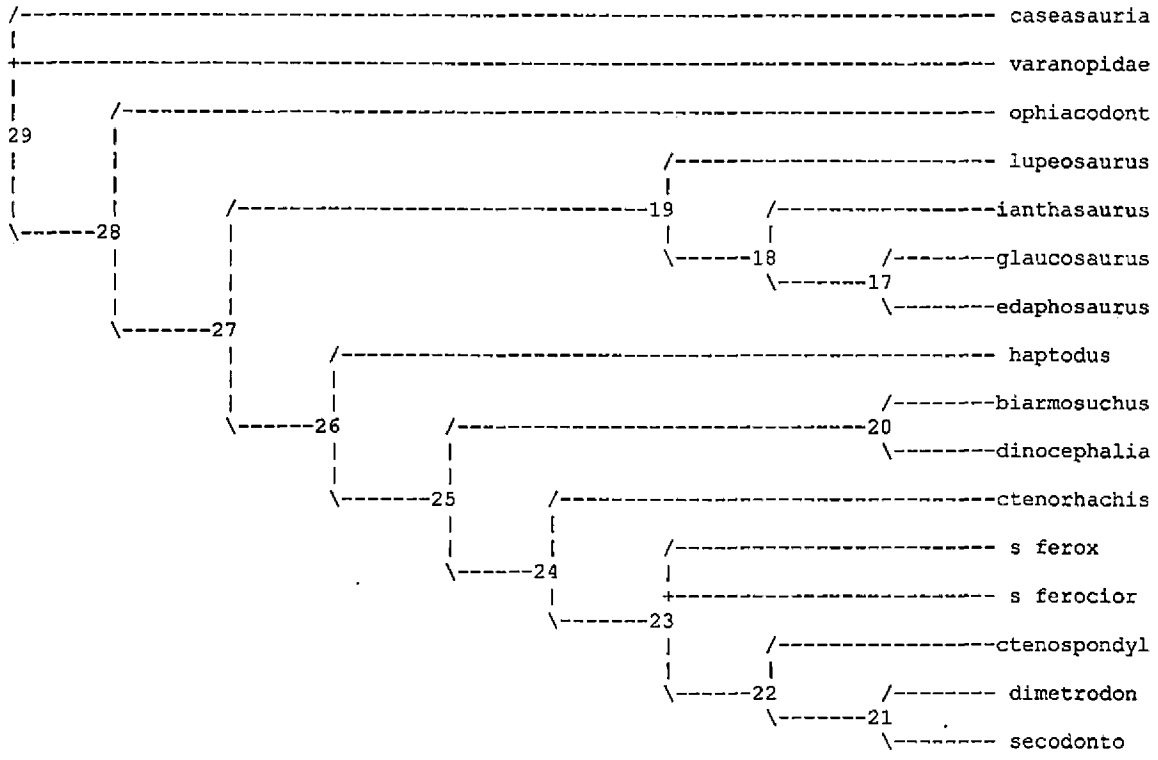 caseasauria
varanopidae
ophiacodont
29
lupeosaurus
19
ianthasaurus
28
18
glaucosaurus
17
edaphosaurus
27
haptodus
biarmosuchus
26
20
dinocephalia
25
ctenorhachis
s ferox
24
s ferocior
23
ctenospondyl
22
dimetrodon
21
secodonto